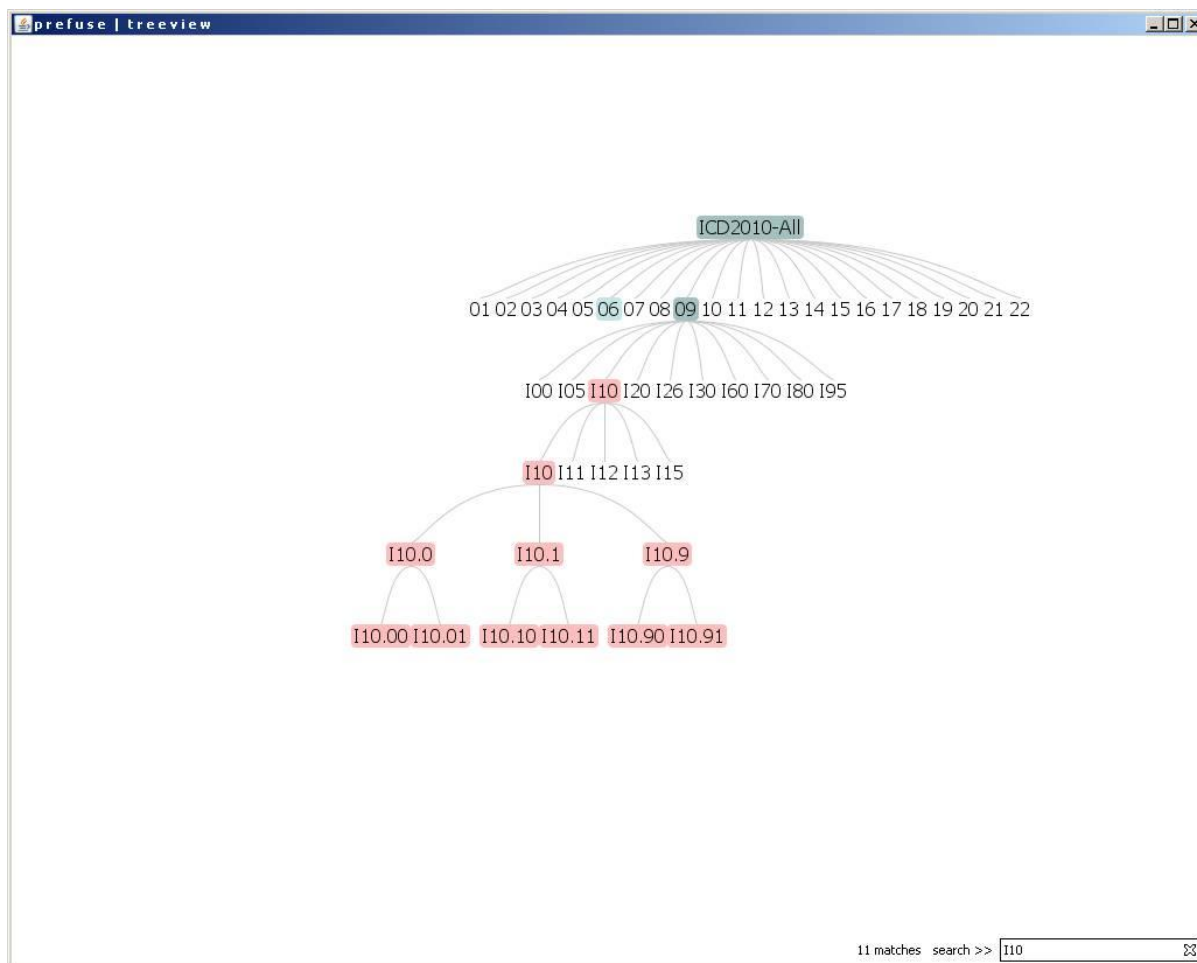 prefuse | treeview
ICD2010-All
01 02 03 04 05 06 07 08 09 10 11 12 13 14 15 16 17 18 19 20 21 22
I00 I05 I10 I20 I26 I30 I60 I70 I80 I95
I10 I11 I12 I13 I15
I10.0 I10.1 I10.9
I10.00 I10.01 I10.10 I10.11 I10.90 I10.91
11 matches search >> I10